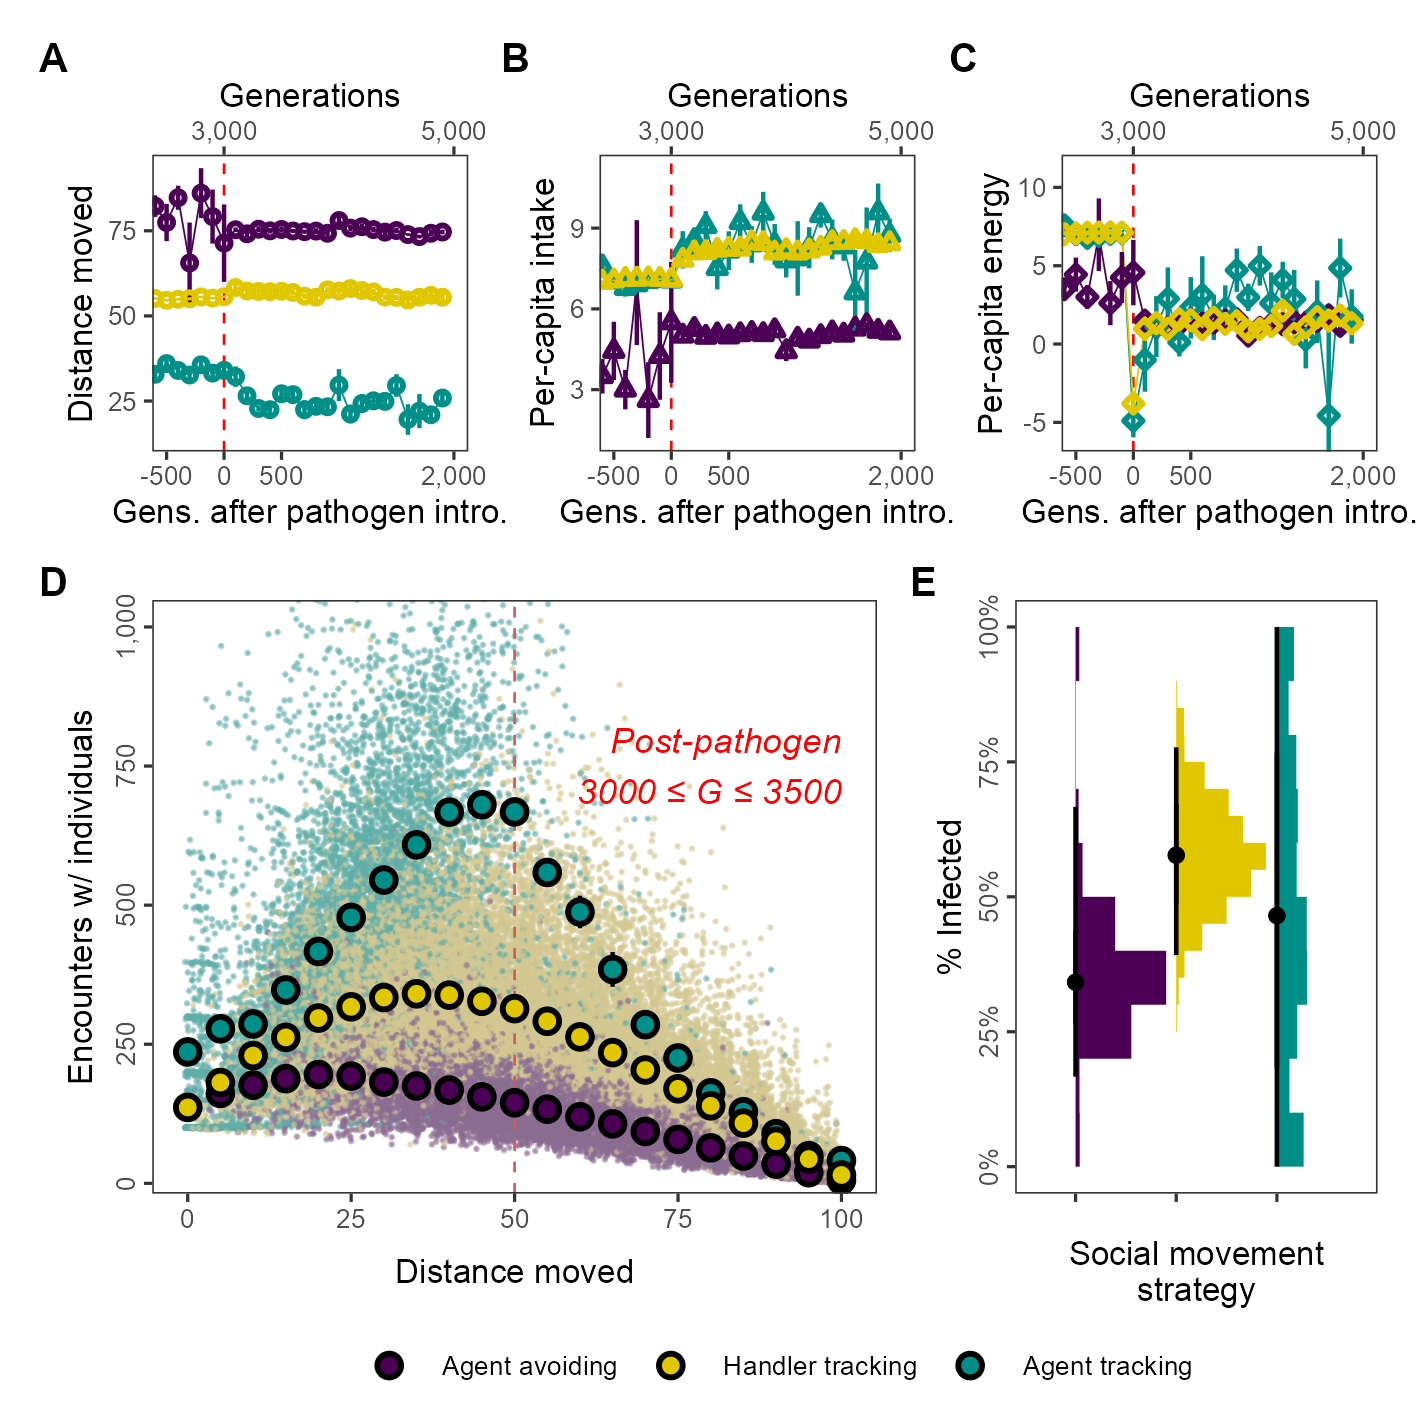 A
B
C
Generations
Generations
Generations
3,000
5,000
3,000
5,000
3,000
5,000
Distance moved
75
50
25
Per-capita intake
9
6
3
Per-capita energy
10
5
0
-5
-500
0
500
2,000
-500
0
500
2,000
-500
0
500
2,000
Gens. after pathogen intro.
Gens. after pathogen intro.
Gens. after pathogen intro.
D
E
Encounters w/ individuals
1,000
750
500
250
0
Post-pathogen
3000 ≤ G ≤ 3500
0
25
50
75
100
Distance moved
% Infected
100%
75%
50%
25%
0%
Social movement
strategy
Agent avoiding
Handler tracking
Agent tracking